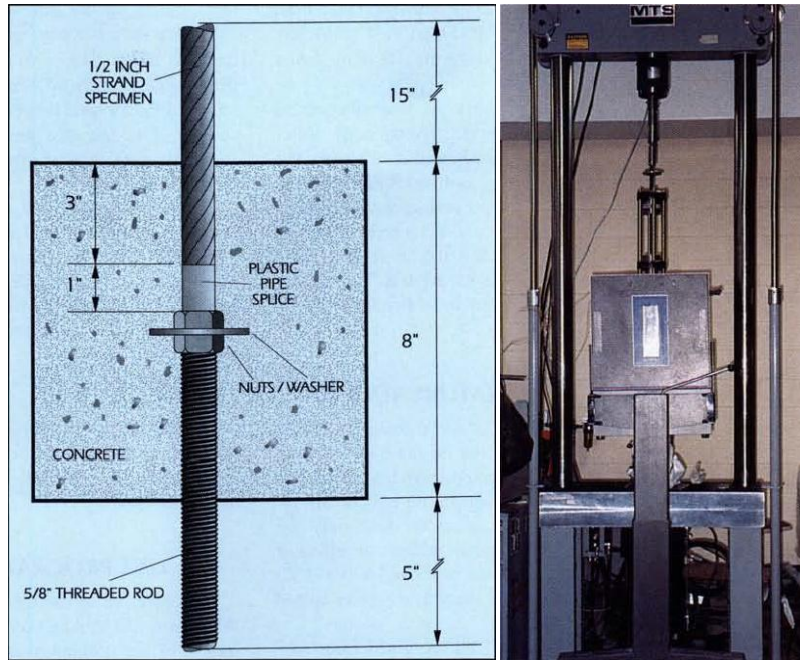 1/2 INCH
STRAND
SPECIMEN
15"
3"
1"
PLASTIC
PIPE
SPLICE
8"
NUTS / WASHER
CONCRETE
5"
5/8" THREADED ROD
MTS